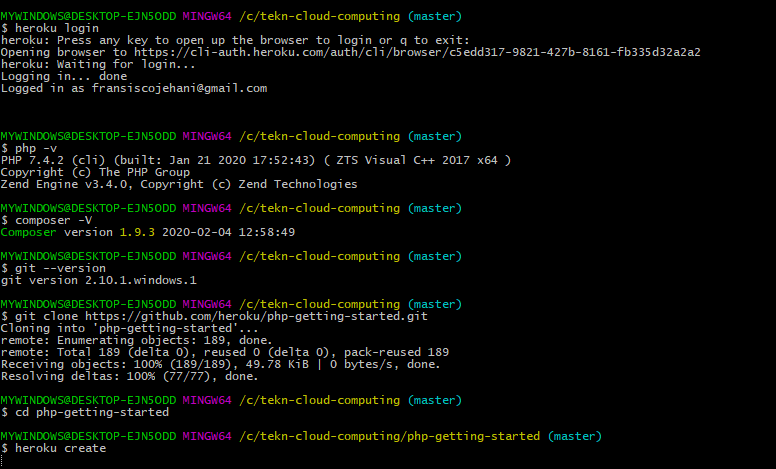 MYWINDOWS@DESKTOP-EJN5ODD MINGW64 /c/tekn-cloud-computing (master)
$ heroku login
heroku: Press any key to open up the browser to login or q to exit:
Opening browser to https://cli-auth.heroku.com/auth/cli/browser/c5edd317-9821-427b-8161-fb335d32a2a2
heroku: Waiting for login...
Logging in... done
Logged in as fransiscojehani@gmail.com
MYWINDOWS@DESKTOP-EJN5ODD MINGW64 /c/tekn-cloud-computing (master)
$ php -v
PHP 7.4.2 (cli) (built: Jan 21 2020 17:52:43) ( ZTS Visual C++ 2017 x64 )
Copyright (c) The PHP Group
Zend Engine v3.4.0, Copyright (c) Zend Technologies
MYWINDOWS@DESKTOP-EJN5ODD MINGW64 /c/tekn-cloud-computing (master)
$ composer -V
Composer version 1.9.3 2020-02-04 12:58:49
MYWINDOWS@DESKTOP-EJN5ODD MINGW64 /c/tekn-cloud-computing (master)
$ git --version
git version 2.10.1.windows.1
MYWINDOWS@DESKTOP-EJN5ODD MINGW64 /c/tekn-cloud-computing (master)
$ git clone https://github.com/heroku/php-getting-started.git
Cloning into 'php-getting-started'...
remote: Enumerating objects: 189, done.
remote: Total 189 (delta 0), reused 0 (delta 0), pack-reused 189
Receiving objects: 100% (189/189), 49.78 KiB | 0 bytes/s, done.
Resolving deltas: 100% (77/77), done.
MYWINDOWS@DESKTOP-EJN5ODD MINGW64 /c/tekn-cloud-computing (master)
$ cd php-getting-started
MYWINDOWS@DESKTOP-EJN5ODD MINGW64 /c/tekn-cloud-computing/php-getting-started (master)
$ heroku create